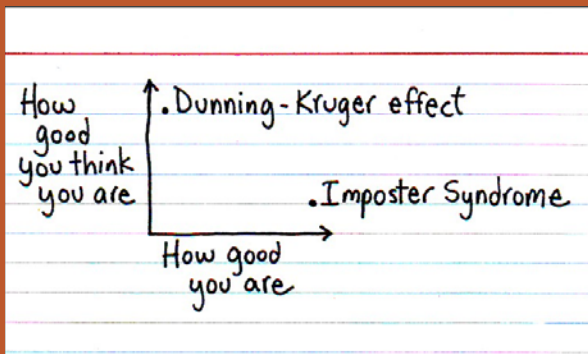 How
good
you think
you are
Dunning-Kruger effect
Imposter Syndrome
How good
you are